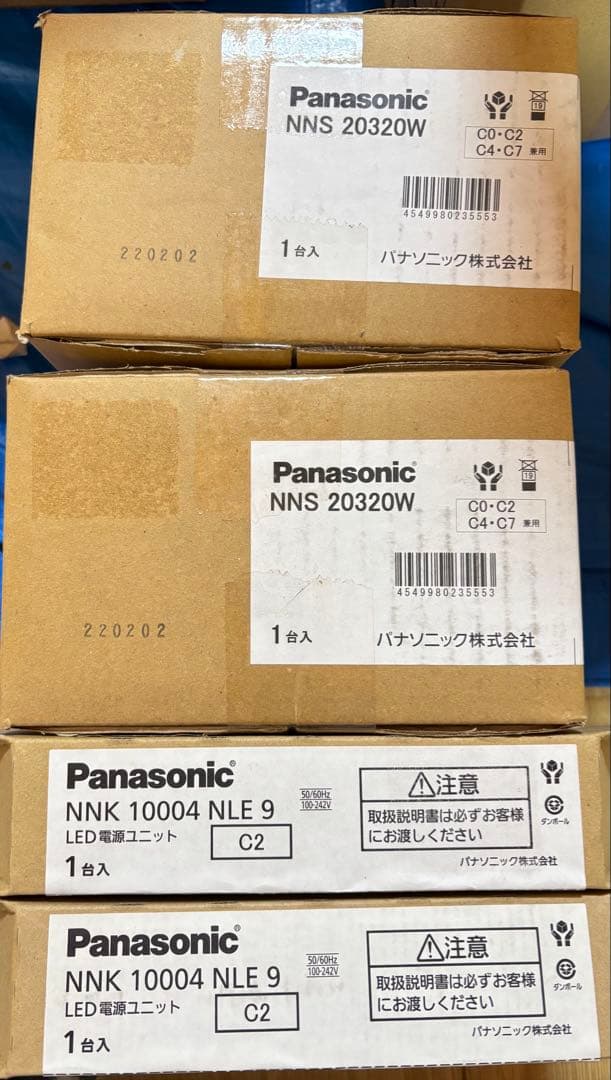 Panasonic
NNS 20320W
19
C0・C2
C4・C7 兼用
4549980235553
220202
1台入
パナソニック株式会社
Panasonic
NNS 20320W
19
C0・C2
C4・C7 兼用
4549980235553
220202
1台入
パナソニック株式会社
Panasonic®
NNK 10004 NLE 9
50/60Hz
100-242V
LED電源ユニット
C2
1台入
⚠注意
取扱説明書は必ずお客様
にお渡しください
ダンボール
パナソニック株式会社
Panasonic®
NNK 10004 NLE 9
50/60Hz
100-242V
LED電源ユニット
C2
1台入
⚠注意
取扱説明書は必ずお客様
にお渡しください
ダンボール
パナソニック株式会社